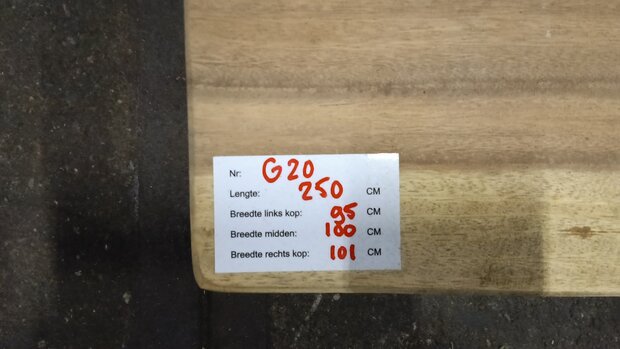 Nr: G20
Lengte: 250 CM
Breedte links kop: 95 CM
Breedte midden: 100 CM
Breedte rechts kop: 101 CM